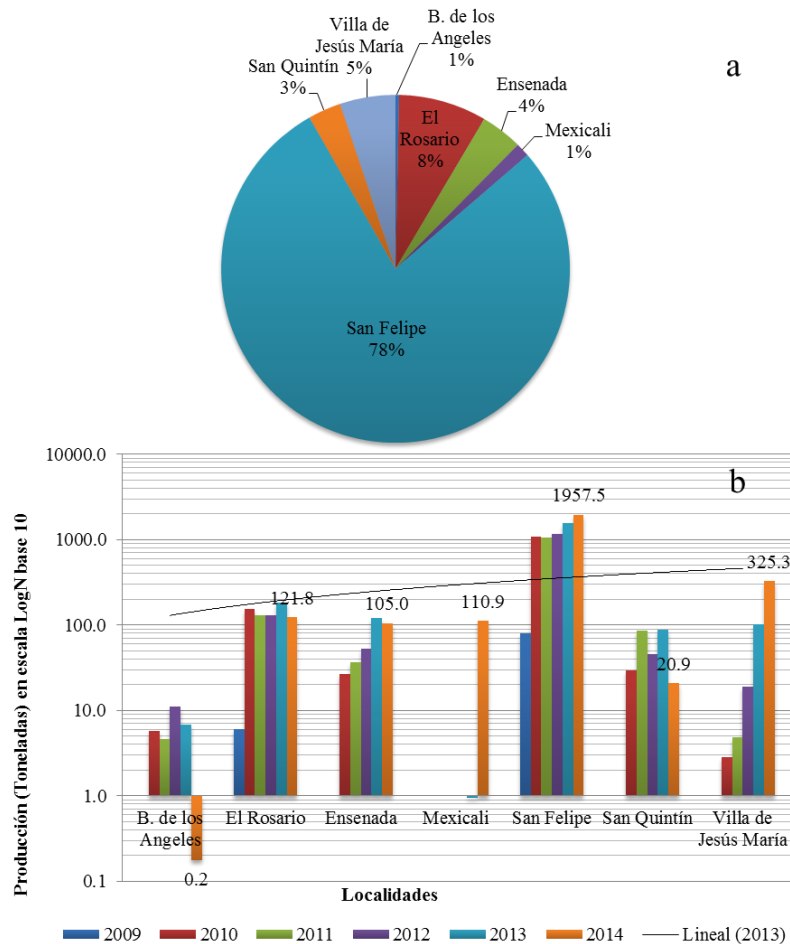 Villa de
Jesús María
5%
B. de los
Angeles
1%
a
San Quintín
3%
Ensenada
4%
El
Rosario
8%
Mexicali
1%
San Felipe
78%
b
Producción (Toneladas) en escala LogN base 10
10000.0
1000.0
100.0
10.0
1.0
0.1
121.8
105.0
110.9
1957.5
20.9
325.3
0.2
B. de los
Angeles
El Rosario
Ensenada
Mexicali
San Felipe
San Quintín
Villa de
Jesús María
Localidades
2009 2010 2011 2012 2013 2014 Lineal (2013)